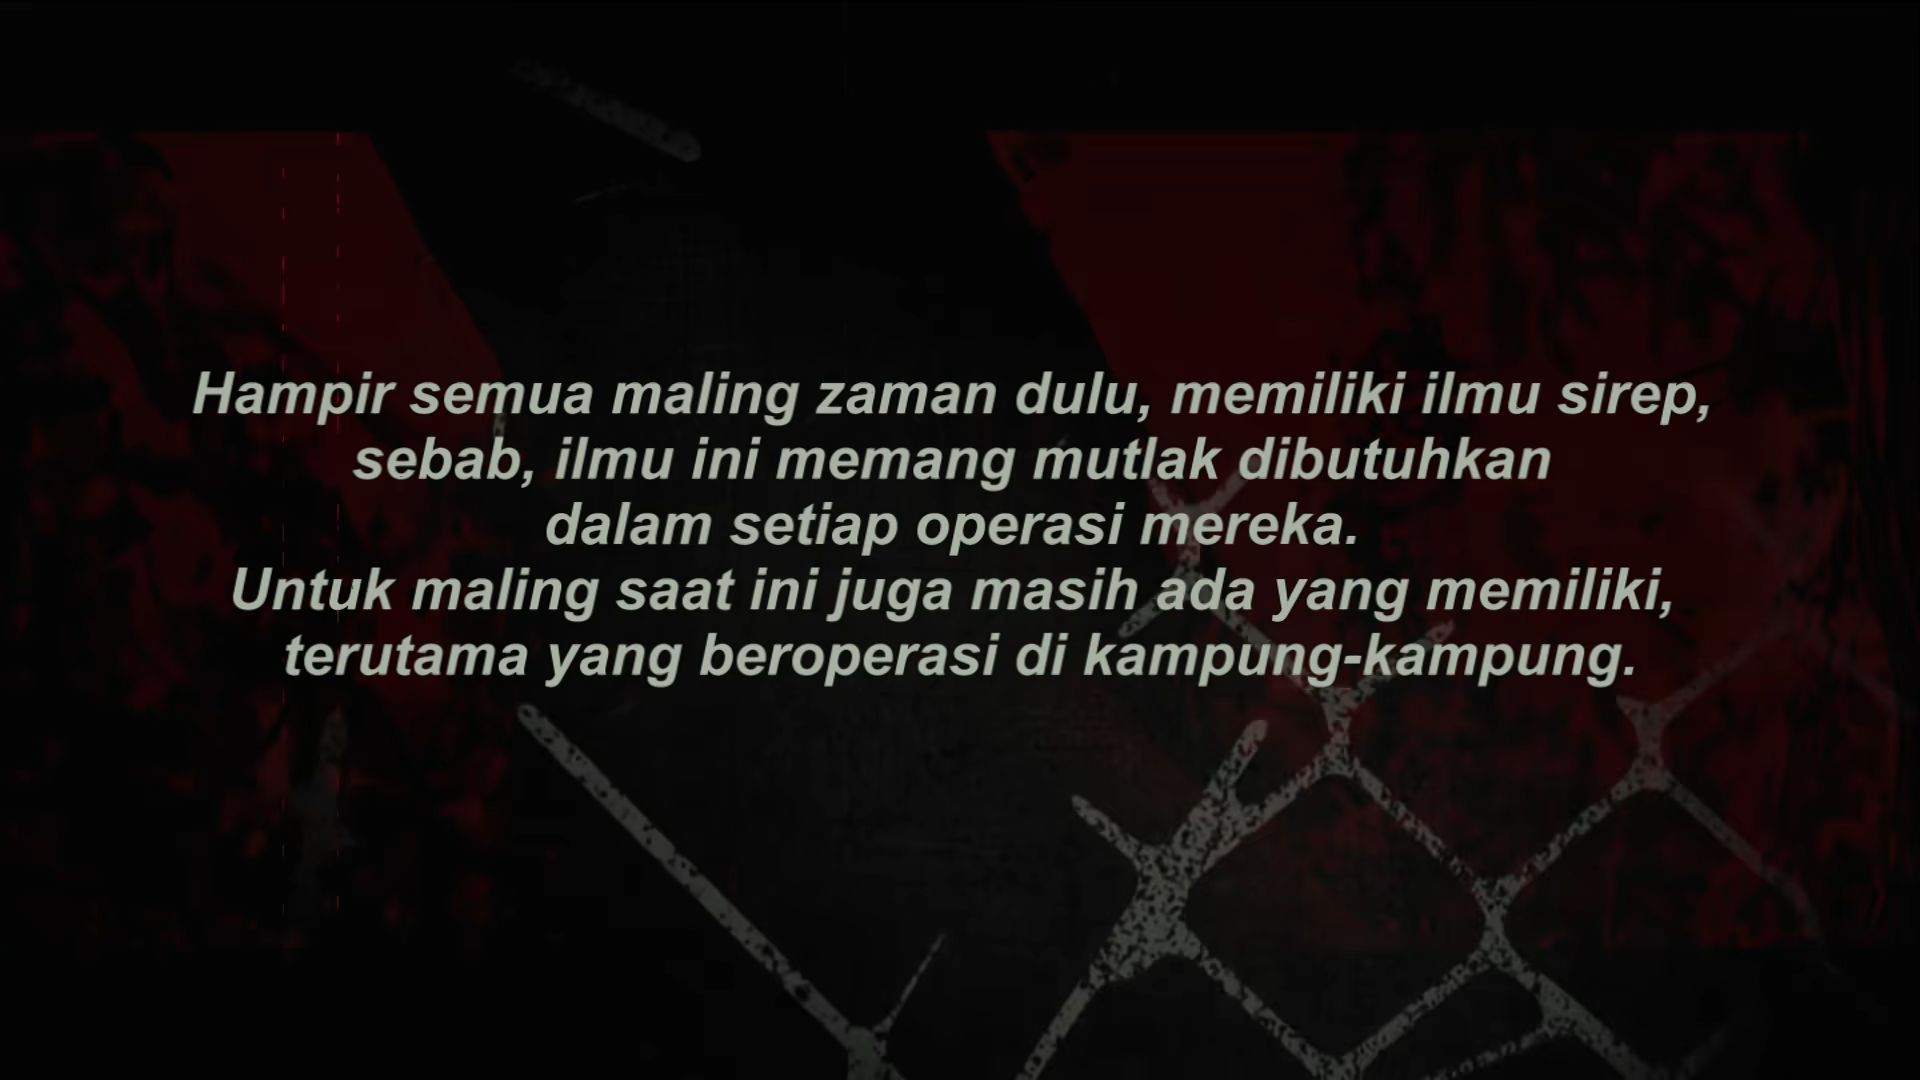 Hampir semua maling zaman dulu, memiliki ilmu sirep,
sebab, ilmu ini memang mutlak dibutuhkan
dalam setiap operasi mereka.
Untuk maling saat ini juga masih ada yang memiliki,
terutama yang beroperasi di kampung-kampung.